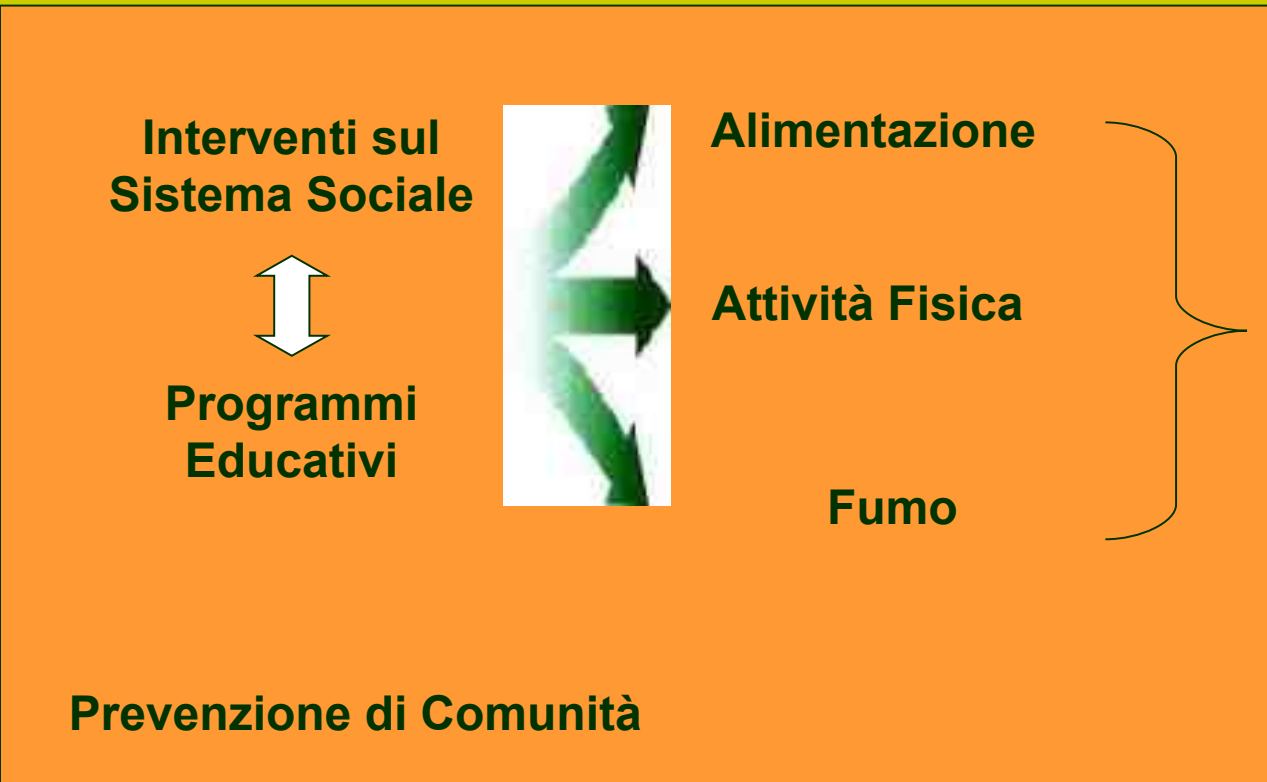 Interventi sul
Sistema Sociale
Programmi
Educativi
Alimentazione
Attività Fisica
Fumo
Prevenzione di Comunità